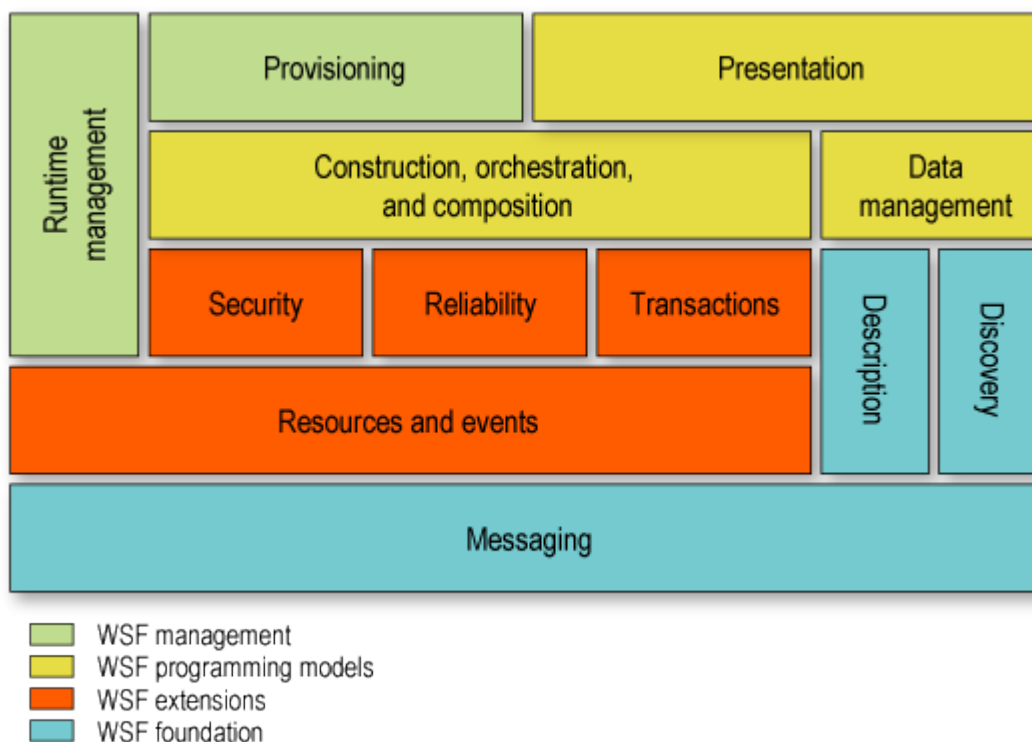 Runtime
management
Provisioning
Presentation
Construction, orchestration,
and composition
Data
management
Security
Reliability
Transactions
Description
Discovery
Resources and events
Messaging
WSF management
WSF programming models
WSF extensions
WSF foundation